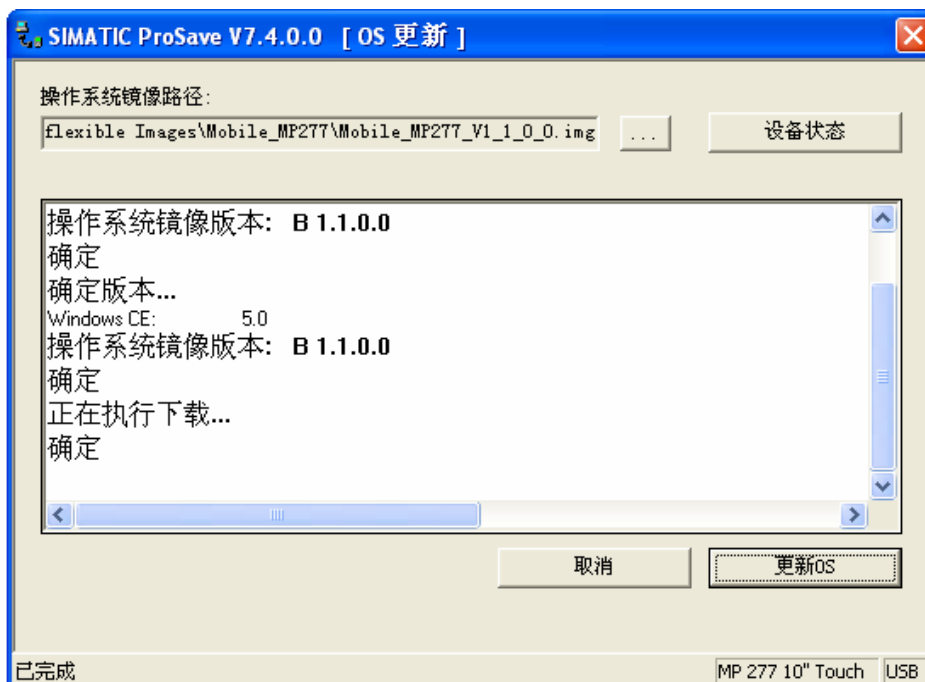 SIMATIC ProSave V7.4.0.0 [ OS 更新 ]
操作系统镜像路径:
flexible Images\Mobile_MP277\Mobile_MP277_V1_1_0_0.img
...
设备状态
操作系统镜像版本: B 1.1.0.0
确定
确定版本...
Windows CE: 5.0
操作系统镜像版本: B 1.1.0.0
确定
正在执行下载...
确定
取消
更新OS
已完成
MP 277 10" Touch
USB